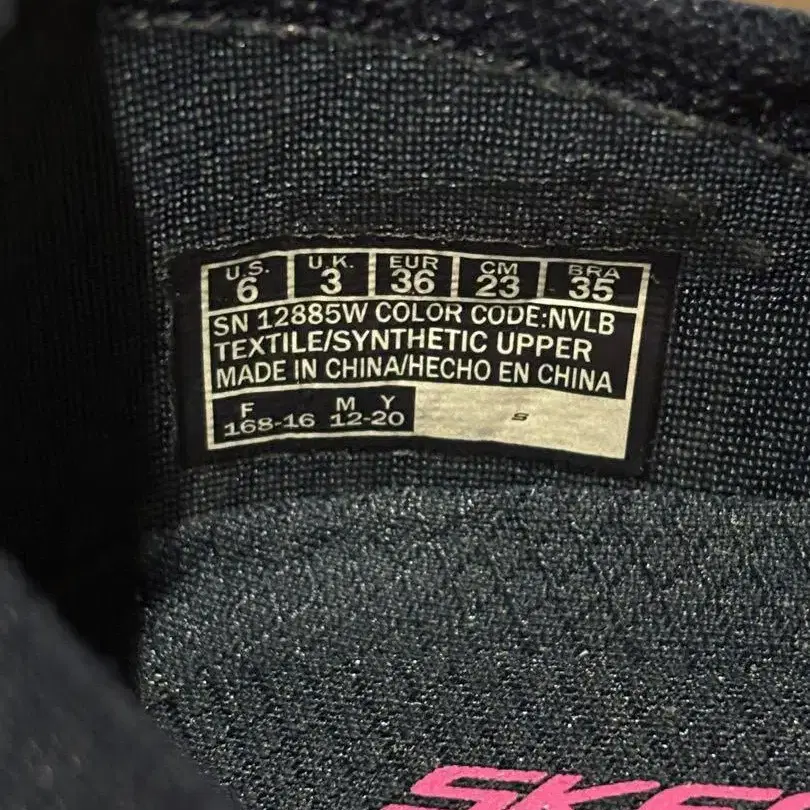 U.S. U.K. EUR CM BRA
6 3 36 23 35
SN 12885W COLOR CODE:NVLB
TEXTILE/SYNTHETIC UPPER
MADE IN CHINA/HECHO EN CHINA
F M Y
168-16 12-20
S